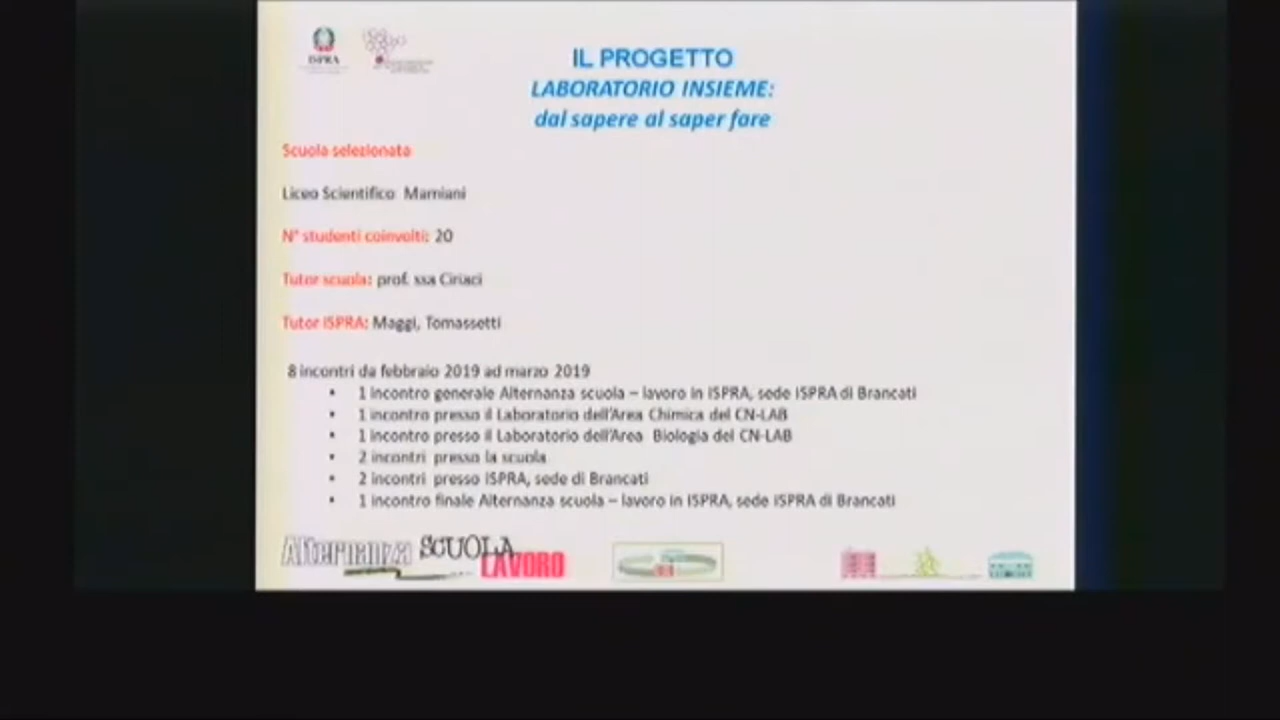 ISPRA
IL PROGETTO
LABORATORIO INSIEME:
dal sapere al saper fare
Scuola selezionata
Liceo Scientifico Mamiani
N° studenti coinvolti: 20
Tutor scuola: prof. ssa Ciriaci
Tutor ISPRA: Maggi, Tomassetti
8 incontri da febbraio 2019 ad marzo 2019
• 1 incontro generale Alternanza scuola – lavoro in ISPRA, sede ISPRA di Brancati
• 1 incontro presso il Laboratorio dell'Area Chimica del CN-LAB
• 1 incontro presso il Laboratorio dell'Area Biologia del CN-LAB
• 2 incontri presso la scuola
• 2 incontri presso ISPRA, sede di Brancati
• 1 incontro finale Alternanza scuola – lavoro in ISPRA, sede ISPRA di Brancati
Alternanza SCUOLA
LAVORO